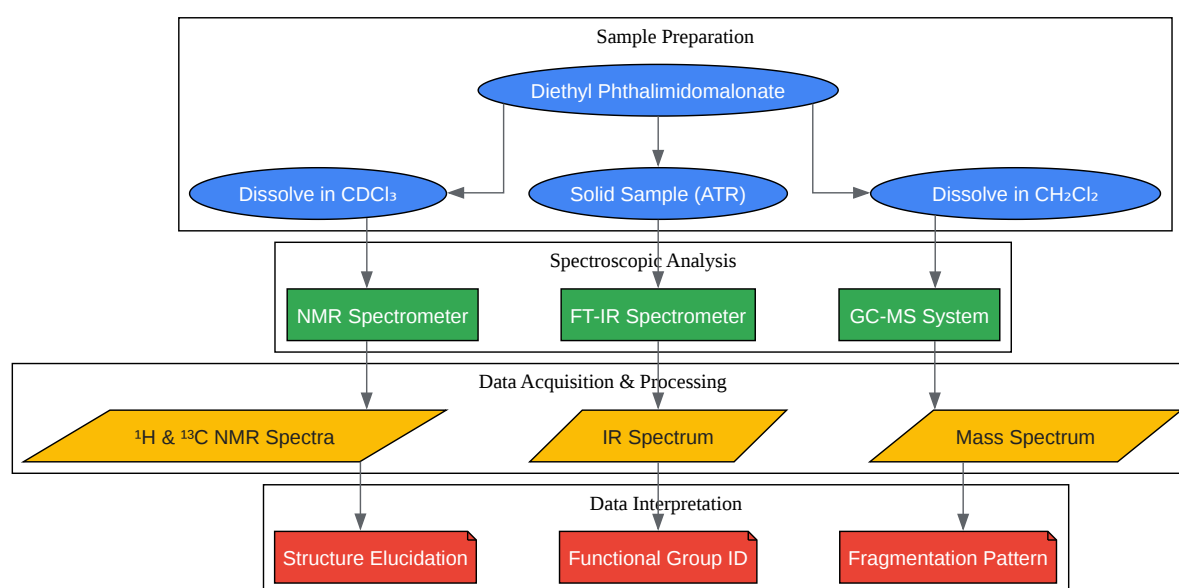 Sample Preparation
Diethyl Phthalimidomalonate
Dissolve in CDCl₃
Solid Sample (ATR)
Dissolve in CH₂Cl₂
Spectroscopic Analysis
NMR Spectrometer
FT-IR Spectrometer
GC-MS System
Data Acquisition & Processing
¹H & ¹³C NMR Spectra
IR Spectrum
Mass Spectrum
Data Interpretation
Structure Elucidation
Functional Group ID
Fragmentation Pattern